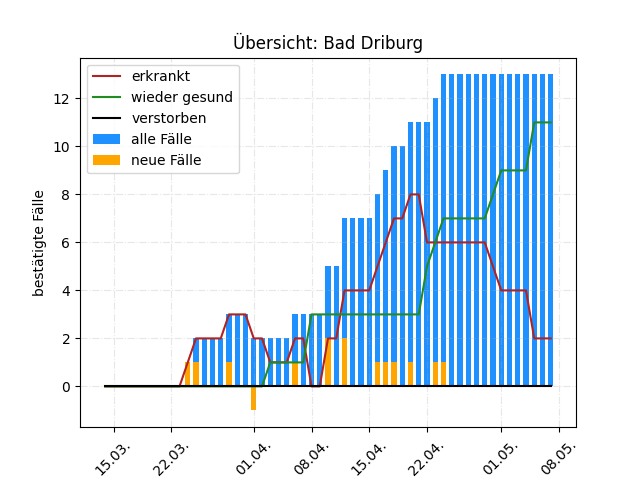 Übersicht: Bad Driburg
erkrankt
wieder gesund
verstorben
alle Fälle
neue Fälle
bestätigte Fälle
12
10
8
6
4
2
0
15.03.
22.03.
01.04.
08.04.
15.04.
22.04.
01.05.
08.05.